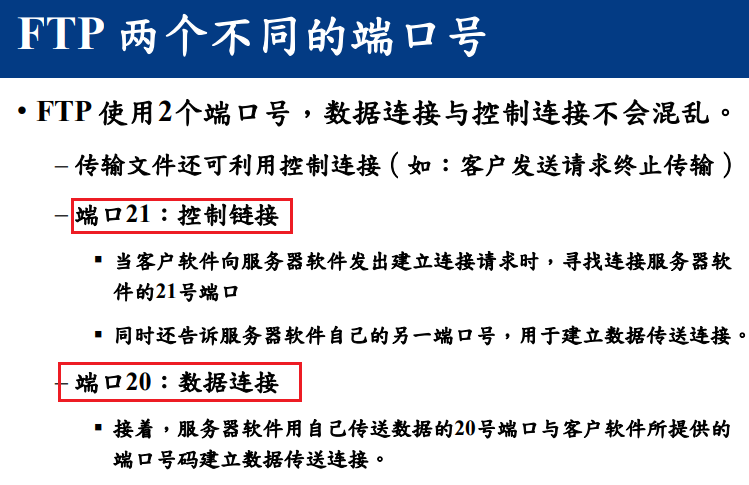 FTP 两个不同的端口号
• FTP 使用2个端口号，数据连接与控制连接不会混乱。
– 传输文件还可利用控制连接（如：客户发送请求终止传输）
– 端口21：控制链接
▪ 当客户软件向服务器软件发出建立连接请求时，寻找连接服务器软
件的21号端口
▪ 同时还告诉服务器软件自己的另一端口号，用于建立数据传送连接。
– 端口20：数据连接
▪ 接着，服务器软件用自己传送数据的20号端口与客户软件所提供的
端口号码建立数据传送连接。